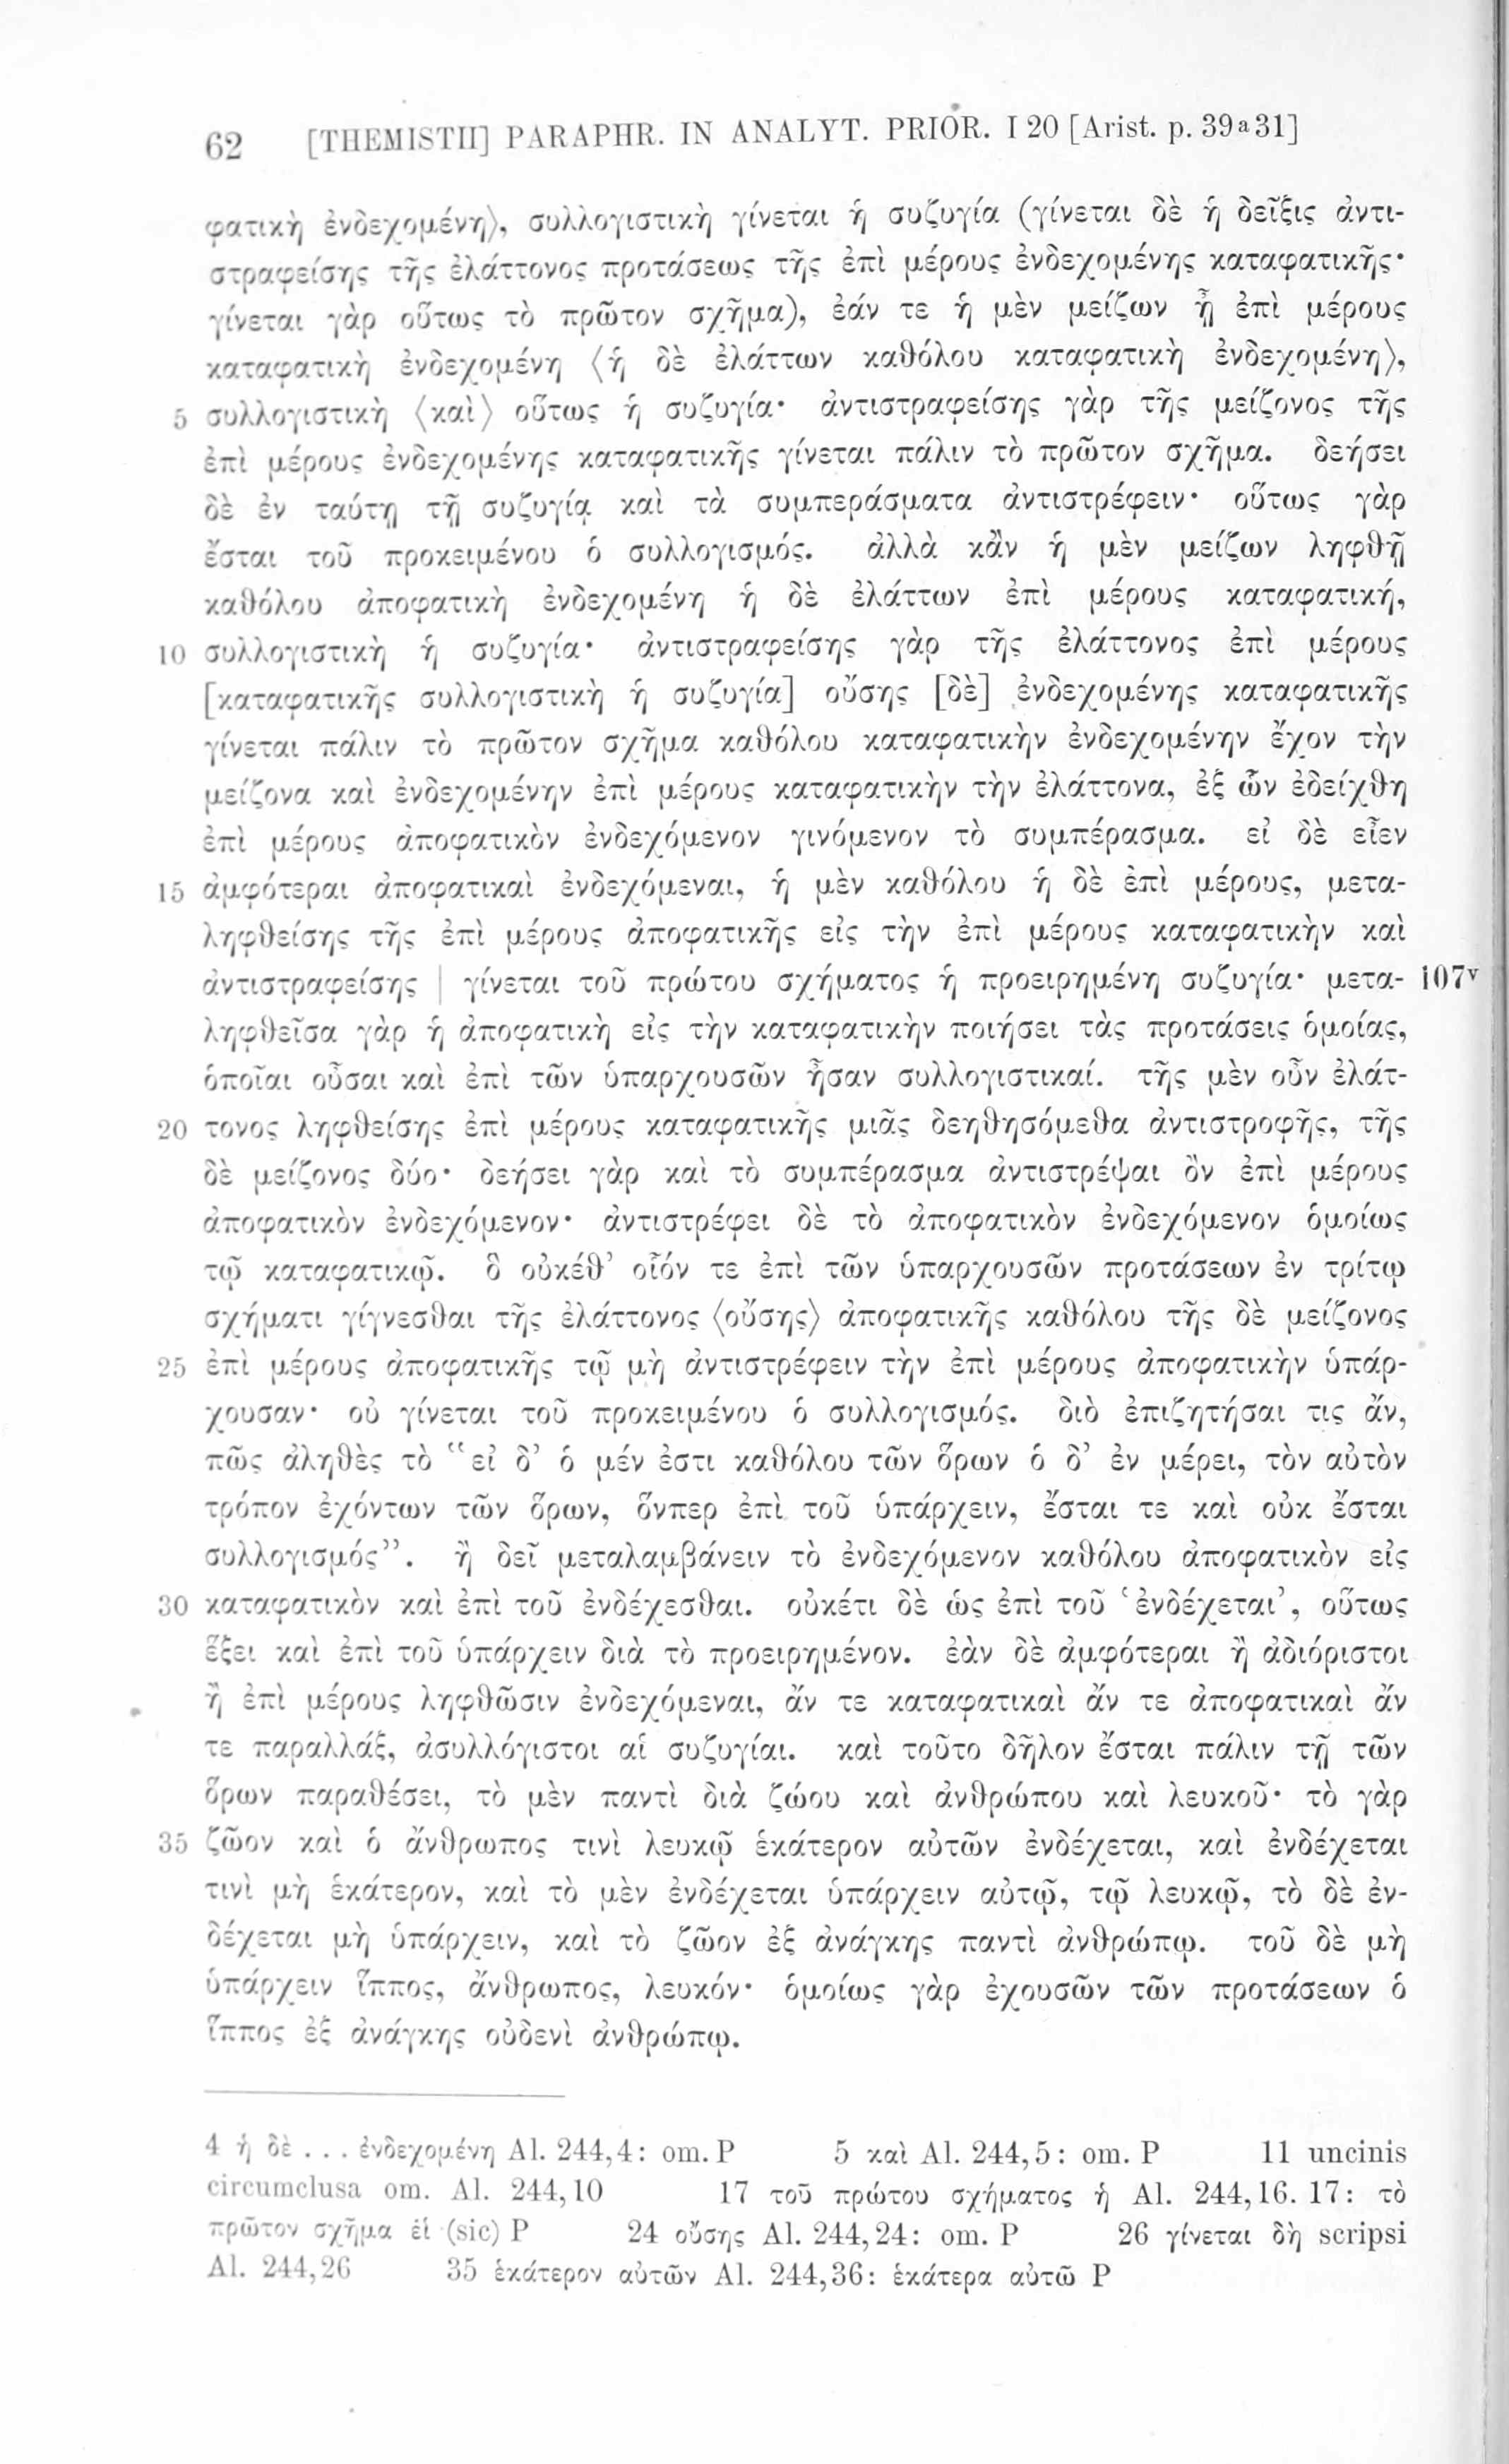 62 [THEMISTII] PARAPHR. IN ANALYT. PRIOR. I 20 [Arist. p. 39a31]
φατικὴ ἐνδεχομένη⟩, συλλογιστικὴ γίνεται ἡ συζυγία (γίνεται δὲ ἡ δεῖξις ἀντι-
στραφείσης τῆς ἐλάττονος προτάσεως τῆς ἐπὶ μέρους ἐνδεχομένης καταφατικῆς·
γίνεται γὰρ οὕτως τὸ πρῶτον σχῆμα), ἐάν τε ἡ μὲν μείζων ᾖ ἐπὶ μέρους
καταφατικὴ ἐνδεχομένη ⟨ἡ δὲ ἐλάττων καθόλου καταφατικὴ ἐνδεχομένη⟩,
5 συλλογιστικὴ ⟨καὶ⟩ οὕτως ἡ συζυγία· ἀντιστραφείσης γὰρ τῆς μείζονος τῆς
ἐπὶ μέρους ἐνδεχομένης καταφατικῆς γίνεται πάλιν τὸ πρῶτον σχῆμα. δεήσει
δὲ ἐν ταύτῃ τῇ συζυγίᾳ καὶ τὰ συμπεράσματα ἀντιστρέφειν· οὕτως γὰρ
ἔσται τοῦ προκειμένου ὁ συλλογισμός. ἀλλὰ κἂν ἡ μὲν μείζων ληφθῇ
καθόλου ἀποφατικὴ ἐνδεχομένη ἡ δὲ ἐλάττων ἐπὶ μέρους καταφατική,
10 συλλογιστικὴ ἡ συζυγία· ἀντιστραφείσης γὰρ τῆς ἐλάττονος ἐπὶ μέρους
[καταφατικῆς συλλογιστικὴ ἡ συζυγία] οὔσης [δὲ] ἐνδεχομένης καταφατικῆς
γίνεται πάλιν τὸ πρῶτον σχῆμα καθόλου καταφατικὴν ἐνδεχομένην ἔχον τὴν
μείζονα καὶ ἐνδεχομένην ἐπὶ μέρους καταφατικὴν τὴν ἐλάττονα, ἐξ ὧν ἐδείχθη
ἐπὶ μέρους ἀποφατικὸν ἐνδεχόμενον γινόμενον τὸ συμπέρασμα. εἰ δὲ εἶεν
15 ἀμφότεραι ἀποφατικαὶ ἐνδεχόμεναι, ἡ μὲν καθόλου ἡ δὲ ἐπὶ μέρους, μετα-
ληφθείσης τῆς ἐπὶ μέρους ἀποφατικῆς εἰς τὴν ἐπὶ μέρους καταφατικὴν καὶ
ἀντιστραφείσης | γίνεται τοῦ πρώτου σχήματος ἡ προειρημένη συζυγία· μετα- 107v
ληφθεῖσα γὰρ ἡ ἀποφατικὴ εἰς τὴν καταφατικὴν ποιήσει τὰς προτάσεις ὁμοίας,
ὁποῖαι οὖσαι καὶ ἐπὶ τῶν ὑπαρχουσῶν ἦσαν συλλογιστικαί. τῆς μὲν οὖν ἐλάτ-
20 τονος ληφθείσης ἐπὶ μέρους καταφατικῆς μιᾶς δεηθησόμεθα ἀντιστροφῆς, τῆς
δὲ μείζονος δύο· δεήσει γὰρ καὶ τὸ συμπέρασμα ἀντιστρέψαι ὂν ἐπὶ μέρους
ἀποφατικὸν ἐνδεχόμενον· ἀντιστρέφει δὲ τὸ ἀποφατικὸν ἐνδεχόμενον ὁμοίως
τῷ καταφατικῷ. ὃ οὐκέθ’ οἷόν τε ἐπὶ τῶν ὑπαρχουσῶν προτάσεων ἐν τρίτῳ
σχήματι γίγνεσθαι τῆς ἐλάττονος ⟨οὔσης⟩ ἀποφατικῆς καθόλου τῆς δὲ μείζονος
25 ἐπὶ μέρους ἀποφατικῆς τῷ μὴ ἀντιστρέφειν τὴν ἐπὶ μέρους ἀποφατικὴν ὑπάρ-
χουσαν· οὐ γίνεται τοῦ προκειμένου ὁ συλλογισμός. διὸ ἐπιζητήσαι τις ἄν,
πῶς ἀληθὲς τὸ “εἰ δ’ ὁ μέν ἐστι καθόλου τῶν ὅρων ὁ δ’ ἐν μέρει, τὸν αὐτὸν
τρόπον ἐχόντων τῶν ὅρων, ὅνπερ ἐπὶ τοῦ ὑπάρχειν, ἔσται τε καὶ οὐκ ἔσται
συλλογισμός”. ἢ δεῖ μεταλαμβάνειν τὸ ἐνδεχόμενον καθόλου ἀποφατικὸν εἰς
30 καταφατικὸν καὶ ἐπὶ τοῦ ἐνδέχεσθαι. οὐκέτι δὲ ὡς ἐπὶ τοῦ ‘ἐνδέχεται’, οὕτως
ἕξει καὶ ἐπὶ τοῦ ὑπάρχειν διὰ τὸ προειρημένον. ἐὰν δὲ ἀμφότεραι ἢ ἀδιόριστοι
ἢ ἐπὶ μέρους ληφθῶσιν ἐνδεχόμεναι, ἄν τε καταφατικαὶ ἄν τε ἀποφατικαὶ ἄν
τε παραλλάξ, ἀσυλλόγιστοι αἱ συζυγίαι. καὶ τοῦτο δῆλον ἔσται πάλιν τῇ τῶν
ὅρων παραθέσει, τὸ μὲν παντὶ διὰ ζώου καὶ ἀνθρώπου καὶ λευκοῦ· τὸ γὰρ
35 ζῶον καὶ ὁ ἄνθρωπος τινὶ λευκῷ ἑκάτερον αὐτῶν ἐνδέχεται, καὶ ἐνδέχεται
τινὶ μὴ ἑκάτερον, καὶ τὸ μὲν ἐνδέχεται ὑπάρχειν αὐτῷ, τῷ λευκῷ, τὸ δὲ ἐν-
δέχεται μὴ ὑπάρχειν, καὶ τὸ ζῶον ἐξ ἀνάγκης παντὶ ἀνθρώπῳ. τοῦ δὲ μὴ
ὑπάρχειν ἵππος, ἄνθρωπος, λευκόν· ὁμοίως γὰρ ἐχουσῶν τῶν προτάσεων ὁ
ἵππος ἐξ ἀνάγκης οὐδενὶ ἀνθρώπῳ.
4 ἡ δὲ . . . ἐνδεχομένη Al. 244,4: om. P 5 καὶ Al. 244,5: om. P 11 uncinis
circumclusa om. Al. 244,10 17 τοῦ πρώτου σχήματος ἡ Al. 244,16. 17: τὸ
πρῶτον σχῆμα εἰ (sic) P 24 οὔσης Al. 244,24: om. P 26 γίνεται δὴ scripsi
Al. 244,26 35 ἑκάτερον αὐτῶν Al. 244,36: ἑκάτερα αὐτῶ P